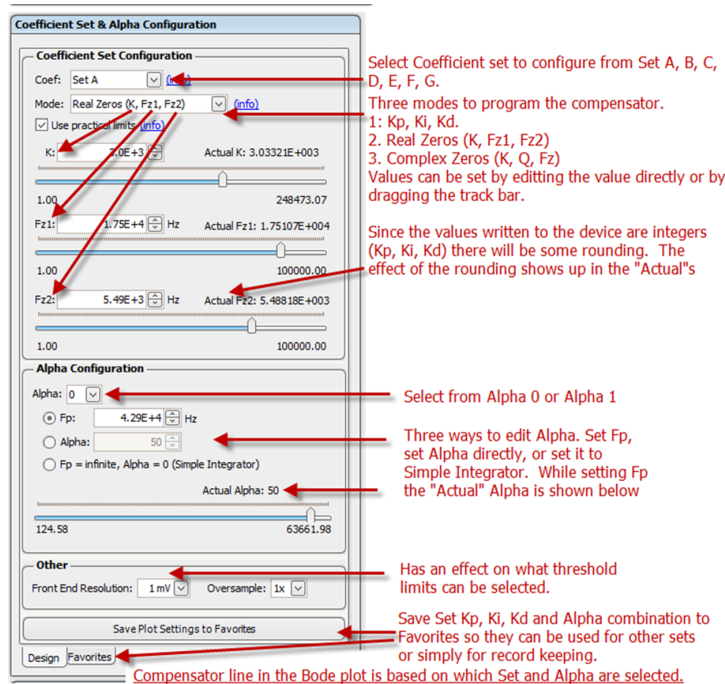 Coefficient Set & Alpha Configuration
Coefficient Set Configuration
Coef: Set A (info)
Mode: Real Zeros (K, Fz1, Fz2) (info)
Use practical limits (info)
K: 3.0E+3 Actual K: 3.03321E+003
1.00 248473.07
Fz1: 1.75E+4 Hz Actual Fz1: 1.75107E+004
1.00 100000.00
Fz2: 5.49E+3 Hz Actual Fz2: 5.48818E+003
1.00 100000.00
Alpha Configuration
Alpha: 0
Fp: 4.29E+4 Hz
Alpha: 50
Fp = infinite, Alpha = 0 (Simple Integrator)
Actual Alpha: 50
124.58 63661.98
Other
Front End Resolution: 1 mV Oversample: 1x
Save Plot Settings to Favorites
Design Favorites
Select Coefficient set to configure from Set A, B, C,
D, E, F, G.
Three modes to program the compensator.
1: Kp, Ki, Kd.
2. Real Zeros (K, Fz1, Fz2)
3. Complex Zeros (K, Q, Fz)
Values can be set by editting the value directly or by
dragging the track bar.
Since the values written to the device are integers
(Kp, Ki, Kd) there will be some rounding. The
effect of the rounding shows up in the "Actual"s
Select from Alpha 0 or Alpha 1
Three ways to edit Alpha. Set Fp,
set Alpha directly, or set it to
Simple Integrator. While setting Fp
the "Actual" Alpha is shown below
Has an effect on what threshold
limits can be selected.
Save Set Kp, Ki, Kd and Alpha combination to
Favorites so they can be used for other sets
or simply for record keeping.
Compensator line in the Bode plot is based on which Set and Alpha are selected.